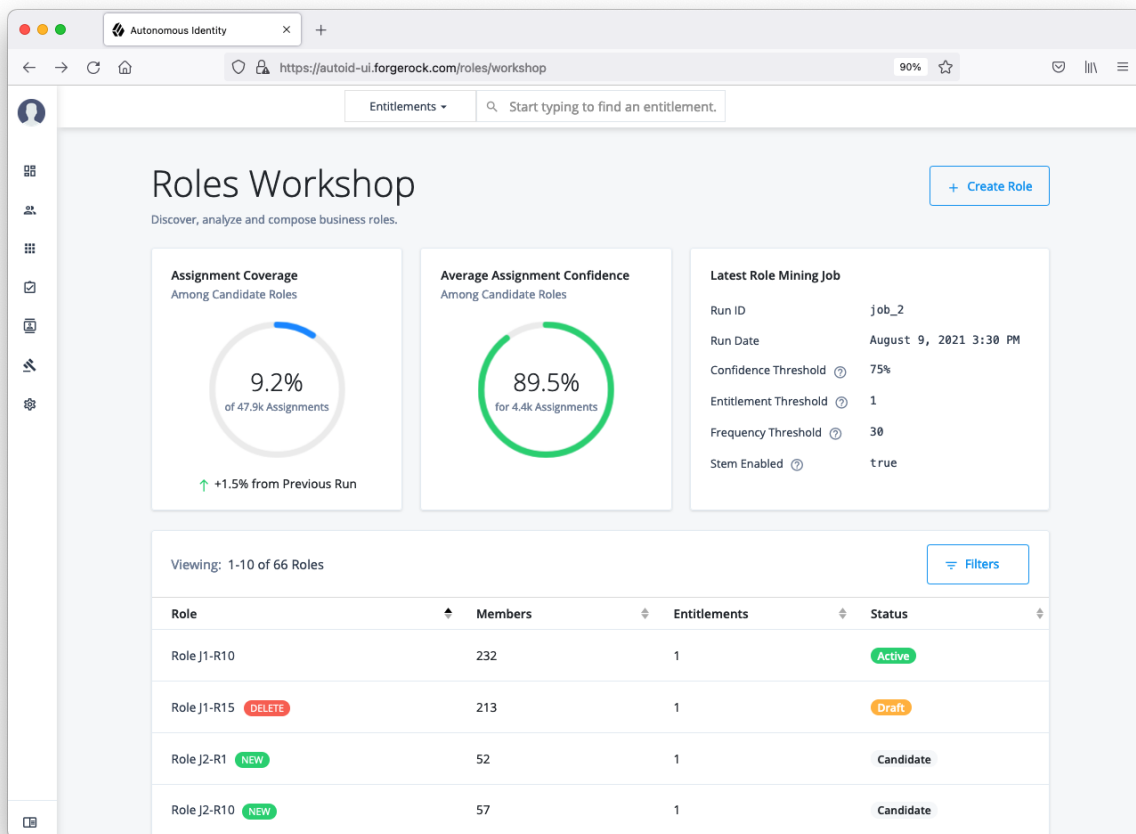 Autonomous Identity
https://autoid-ui.forgerock.com/roles/workshop
90%
Entitlements
Start typing to find an entitlement.
Roles Workshop
Discover, analyze and compose business roles.
+ Create Role
Assignment Coverage
Among Candidate Roles
9.2%
of 47.9k Assignments
+1.5% from Previous Run
Average Assignment Confidence
Among Candidate Roles
89.5%
for 4.4k Assignments
Latest Role Mining Job
Run ID job_2
Run Date August 9, 2021 3:30 PM
Confidence Threshold ? 75%
Entitlement Threshold ? 1
Frequency Threshold ? 30
Stem Enabled ? true
Viewing: 1-10 of 66 Roles
Filters
Role Members Entitlements Status
Role J1-R10 232 1 Active
Role J1-R15 DELETE 213 1 Draft
Role J2-R1 NEW 52 1 Candidate
Role J2-R10 NEW 57 1 Candidate